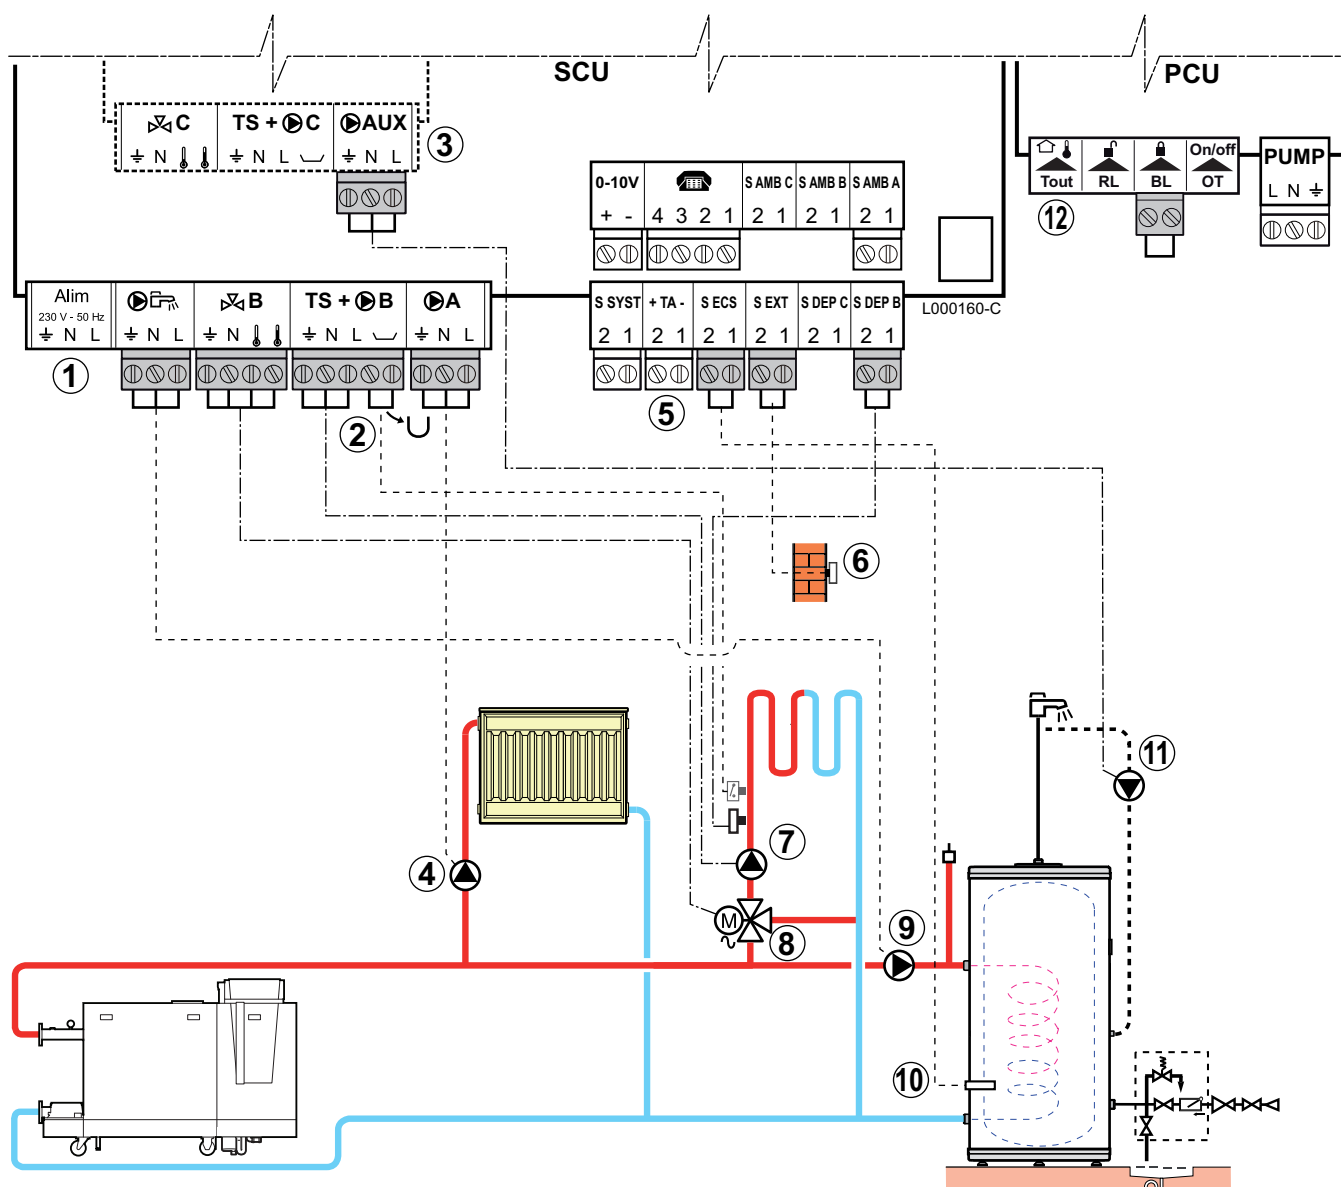 SCU
PCU
C
TS + C
AUX
N
N L
N L
3
0-10V
S AMB C
S AMB B
S AMB A
+ -
4 3 2 1
2 1
2 1
2 1
Tout
RL
BL
On/off
OT
12
PUMP
L N
Alim
230 V - 50 Hz
N L
N L
B
N
TS + B
N L
A
N L
1
2
S SYST
+ TA -
S ECS
S EXT
S DEP C
S DEP B
2 1
2 1
2 1
2 1
2 1
2 1
L000160-C
5
6
11
7
4
M
8
9
10